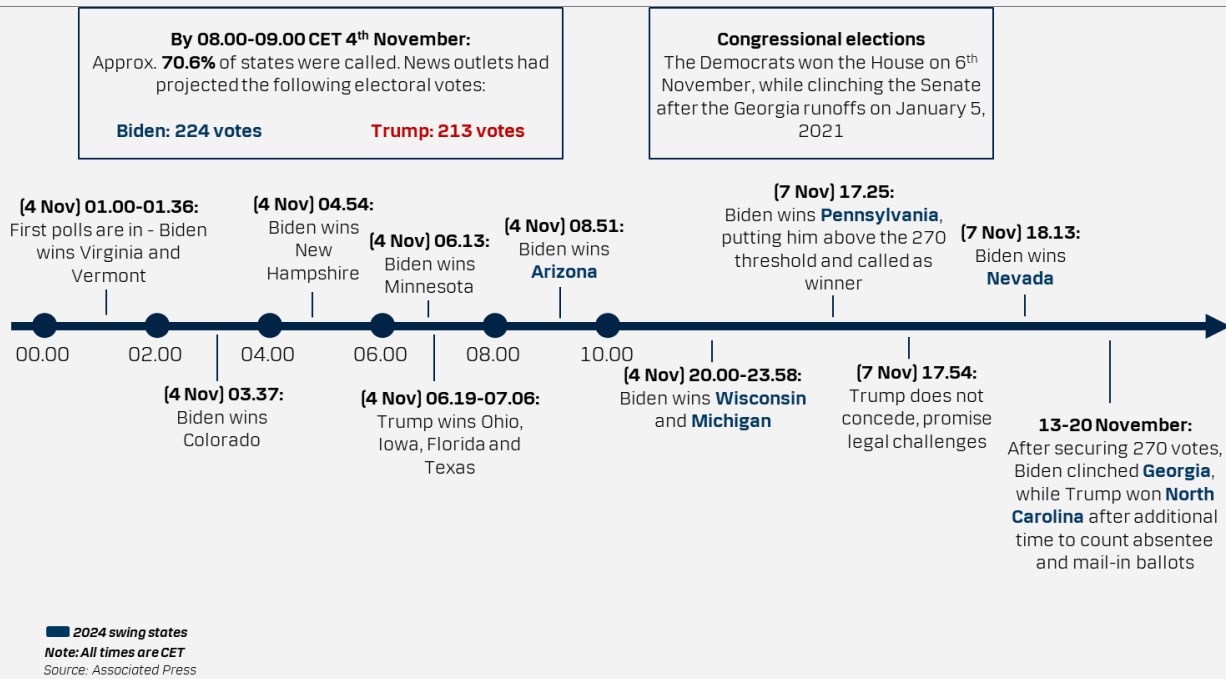 By 08.00-09.00 CET 4th November:
Approx. 70.6% of states were called. News outlets had
projected the following electoral votes:
Biden: 224 votes
Trump: 213 votes
Congressional elections
The Democrats won the House on 6th
November, while clinching the Senate
after the Georgia runoffs on January 5,
2021
(4 Nov) 01.00-01.36:
First polls are in - Biden
wins Virginia and
Vermont
(4 Nov) 04.54:
Biden wins
New
Hampshire
(4 Nov) 06.13:
Biden wins
Minnesota
(4 Nov) 08.51:
Biden wins
Arizona
(7 Nov) 17.25:
Biden wins Pennsylvania,
putting him above the 270
threshold and called as
winner
(7 Nov) 18.13:
Biden wins
Nevada
00.00
02.00
04.00
06.00
08.00
10.00
(4 Nov) 03.37:
Biden wins
Colorado
(4 Nov) 06.19-07.06:
Trump wins Ohio,
Iowa, Florida and
Texas
(4 Nov) 20.00-23.58:
Biden wins Wisconsin
and Michigan
(7 Nov) 17.54:
Trump does not
concede, promise
legal challenges
13-20 November:
After securing 270 votes,
Biden clinched Georgia,
while Trump won North
Carolina after additional
time to count absentee
and mail-in ballots
2024 swing states
Note: All times are CET
Source: Associated Press